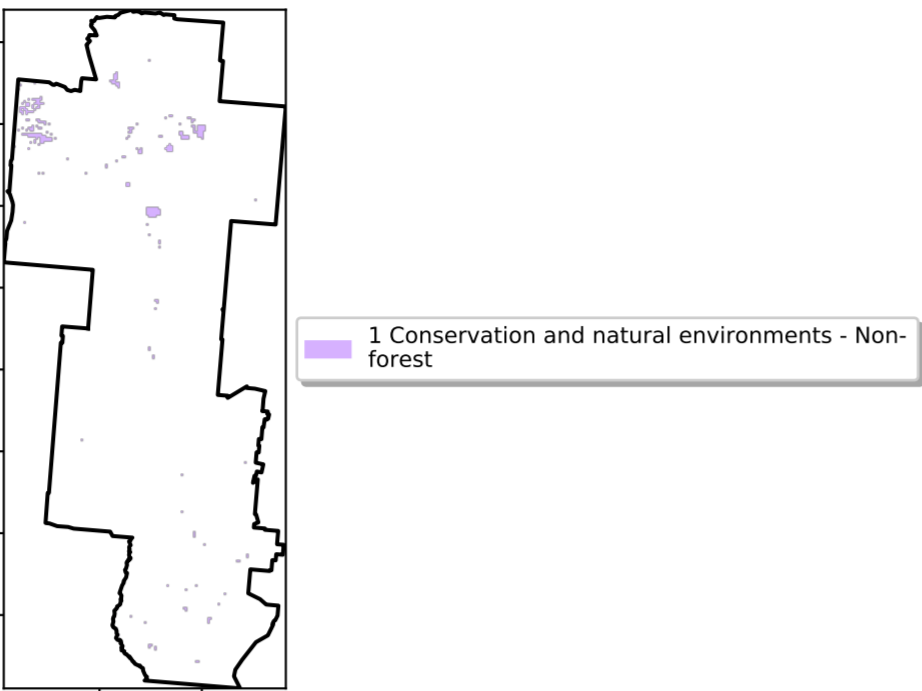 1 Conservation and natural environments - Non-
forest